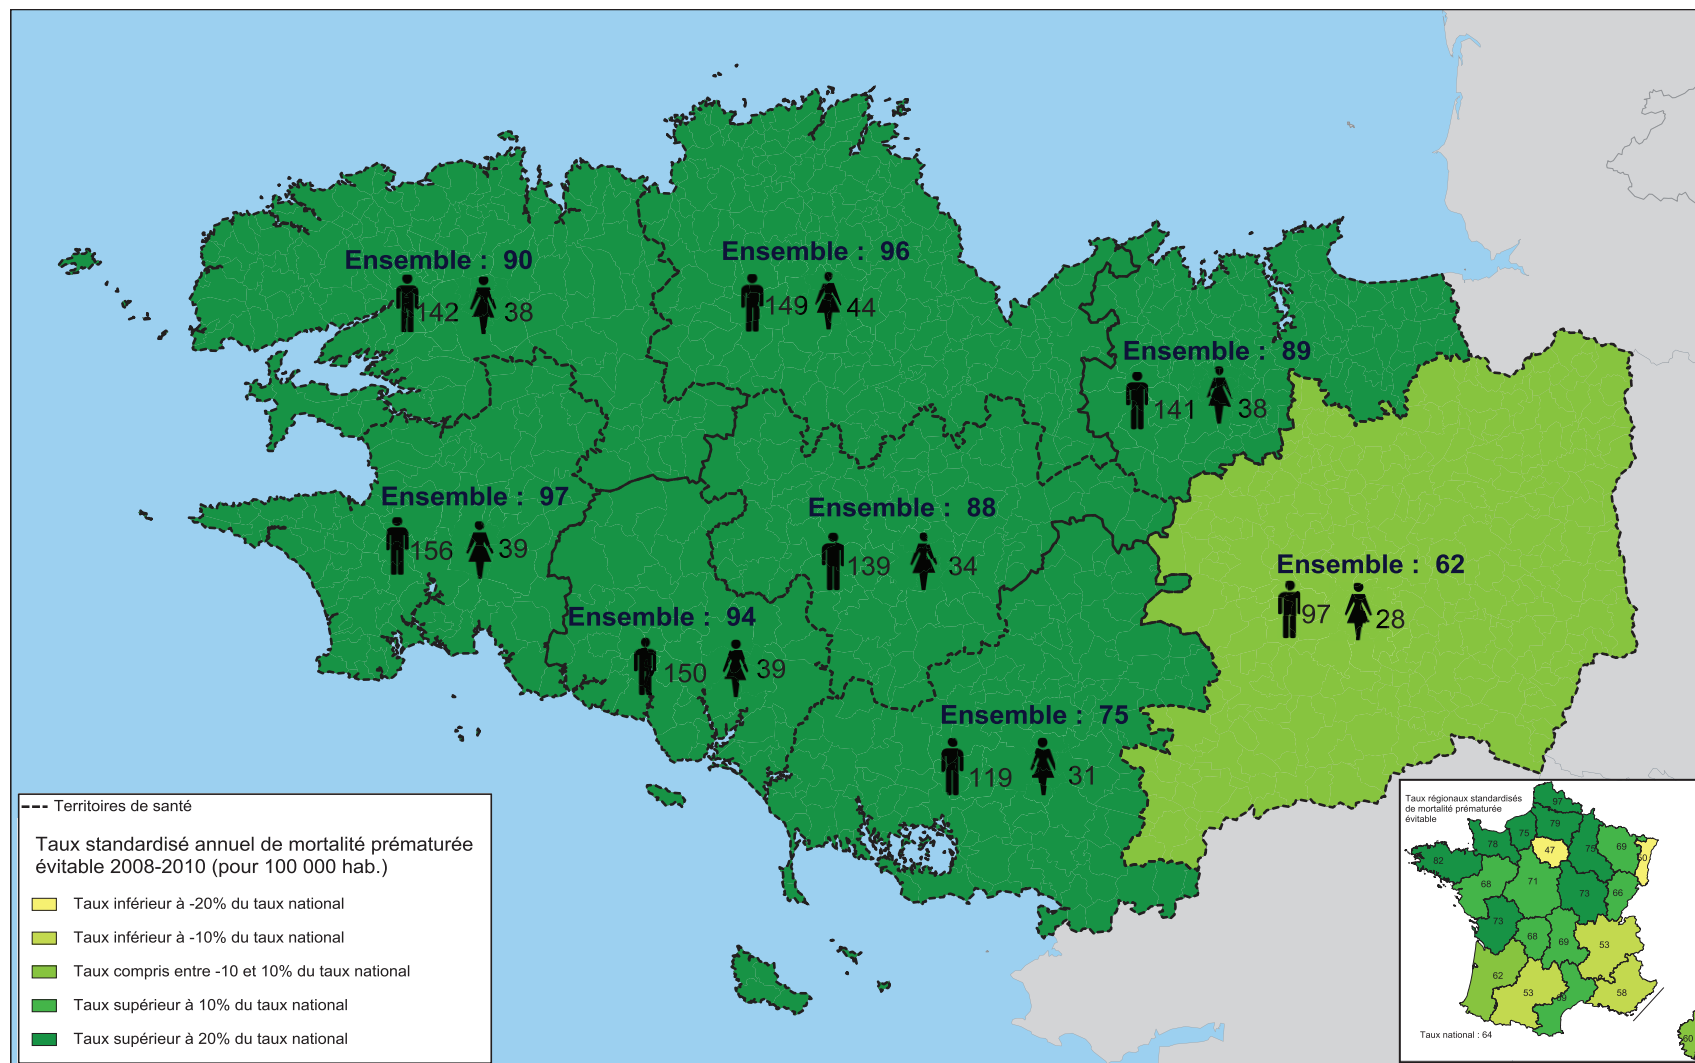 Ensemble : 90
142 38
Ensemble : 96
149 44
Ensemble : 89
141 38
Ensemble : 97
156 39
Ensemble : 88
139 34
Ensemble : 62
97 28
Ensemble : 94
150 39
Ensemble : 75
119 31
Territoires de santé
Taux standardisé annuel de mortalité prématurée
évitable 2008-2010 (pour 100 000 hab.)
Taux inférieur à -20% du taux national
Taux inférieur à -10% du taux national
Taux compris entre -10 et 10% du taux national
Taux supérieur à 10% du taux national
Taux supérieur à 20% du taux national
Taux régionaux standardisés
de mortalité prématurée
évitable
97
79
75
78
47
75
69
50
82
68
71
73
66
73
68
69
53
62
53
69
58
60
Taux national : 64